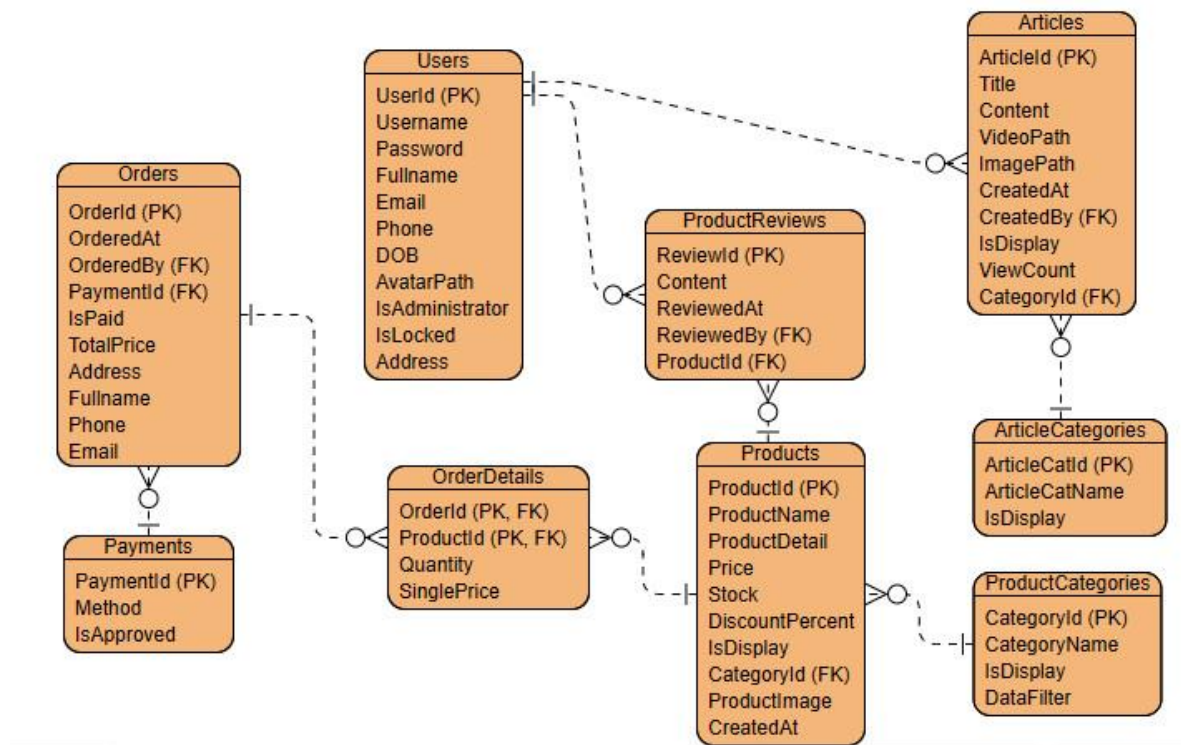 Orders
OrderId (PK)
OrderedAt
OrderedBy (FK)
PaymentId (FK)
IsPaid
TotalPrice
Address
Fullname
Phone
Email
Payments
PaymentId (PK)
Method
IsApproved
Users
UserId (PK)
Username
Password
Fullname
Email
Phone
DOB
AvatarPath
IsAdministrator
IsLocked
Address
OrderDetails
OrderId (PK, FK)
ProductId (PK, FK)
Quantity
SinglePrice
ProductReviews
ReviewId (PK)
Content
ReviewedAt
ReviewedBy (FK)
ProductId (FK)
Products
ProductId (PK)
ProductName
ProductDetail
Price
Stock
DiscountPercent
IsDisplay
CategoryId (FK)
ProductImage
CreatedAt
Articles
ArticleId (PK)
Title
Content
VideoPath
ImagePath
CreatedAt
CreatedBy (FK)
IsDisplay
ViewCount
CategoryId (FK)
ArticleCategories
ArticleCatId (PK)
ArticleCatName
IsDisplay
ProductCategories
CategoryId (PK)
CategoryName
IsDisplay
DataFilter